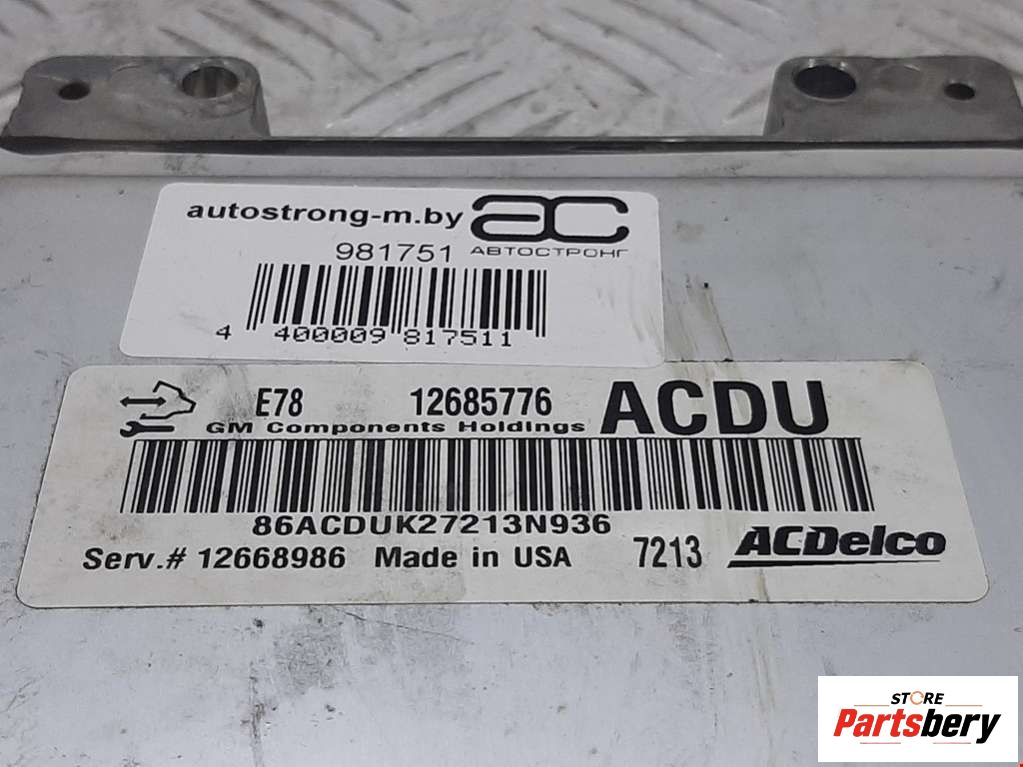 autostrong-m.by ac
981751 АВТОСТРОНГ
4 400009 817511
E78 12685776 ACDU
GM Components Holdings
86ACDUK27213N936
Serv.# 12668986 Made in USA 7213 ACDelco
STORE
Partsbery